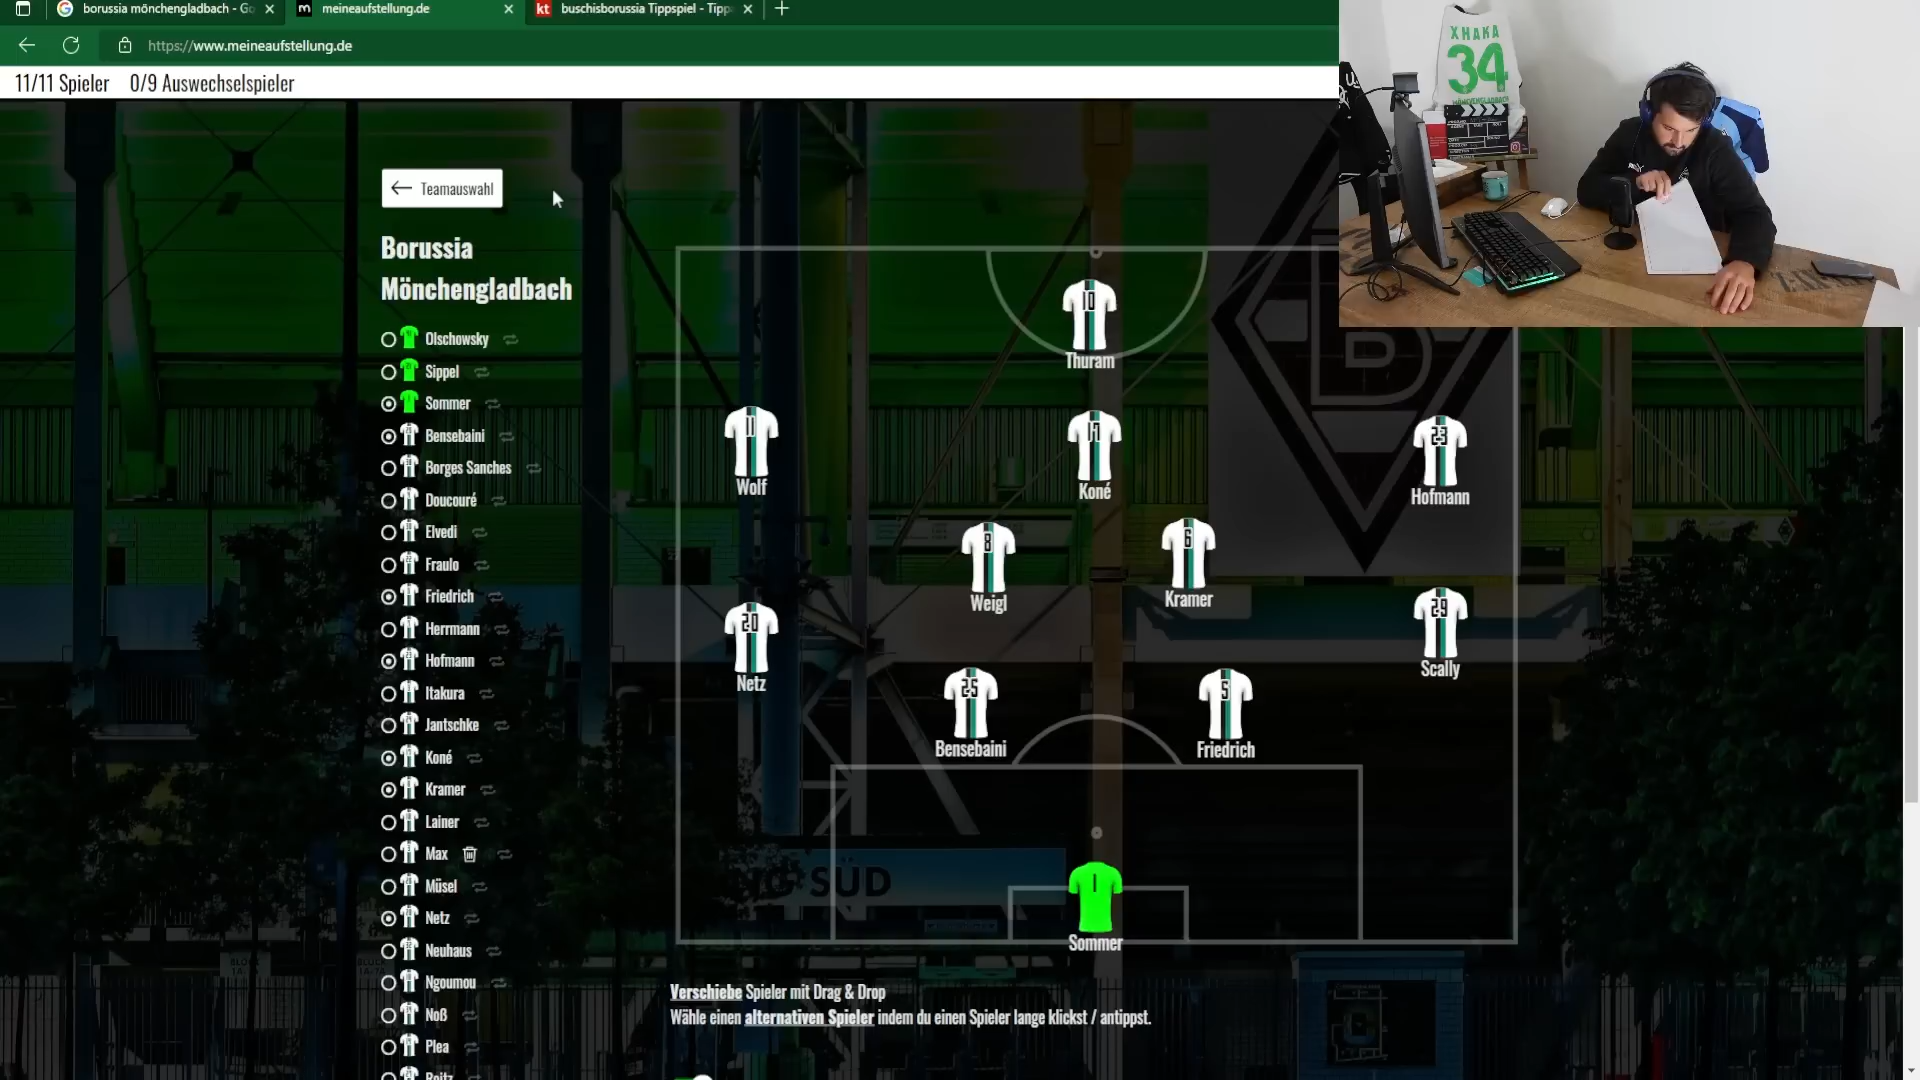 borussia mönchengladbach - Go
meineaufstellung.de
kt buschisborussia Tippspiel - Tipp
https://www.meineaufstellung.de
11/11 Spieler 0/9 Auswechselspieler
Teamauswahl
Borussia
Mönchengladbach
Olschowsky
Sippel
Sommer
Bensebaini
Borges Sanches
Doucouré
Elvedi
Fraulo
Friedrich
Herrmann
Hofmann
Itakura
Jantschke
Koné
Kramer
Lainer
Max
Müsel
Netz
Neuhaus
Ngoumou
Noß
Plea
Reitz
10
Thuram
11
Wolf
17
Koné
23
Hofmann
8
Weigl
6
Kramer
20
Netz
29
Scally
25
Bensebaini
5
Friedrich
1
Sommer
Verschiebe Spieler mit Drag & Drop
Wähle einen alternativen Spieler indem du einen Spieler lange klickst / antippst.
XHAKA
34
MÖNCHENGLADBACH
B
SÜD